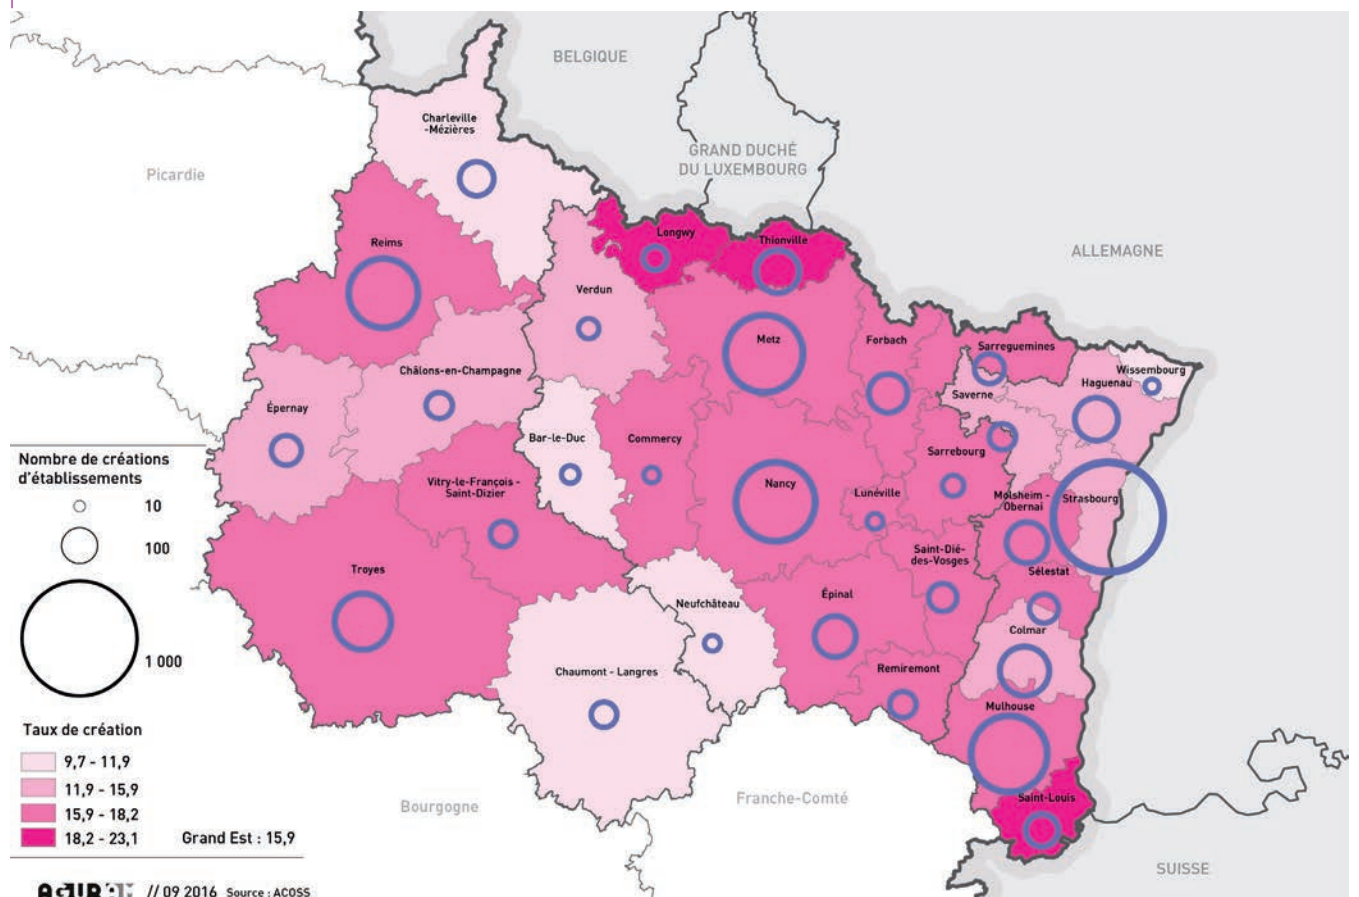 BELGIQUE
Charleville
-Mézières
GRAND DUCHÉ
DU LUXEMBOURG
Picardie
Longwy
Thionville
Reims
ALLEMAGNE
Verdun
Metz
Forbach
Sarreguemines
Wissembourg
Châlons-en-Champagne
Haguenau
Saverne
Épernay
Bar-le-Duc
Commercy
Sarrebourg
Nombre de créations
d'établissements
10
100
1 000
Vitry-le-François -
Saint-Dizier
Nancy
Lunéville
Molsheim -
Obernai
Strasbourg
Saint-Dié-
des-Vosges
Troyes
Sélestat
Neufchâteau
Épinal
Colmar
Chaumont - Langres
Remiremont
Mulhouse
Taux de création
9,7 - 11,9
11,9 - 15,9
15,9 - 18,2
18,2 - 23,1
Grand Est : 15,9
Bourgogne
Franche-Comté
Saint-Louis
SUISSE
// 09 2016 Source : ACOSS